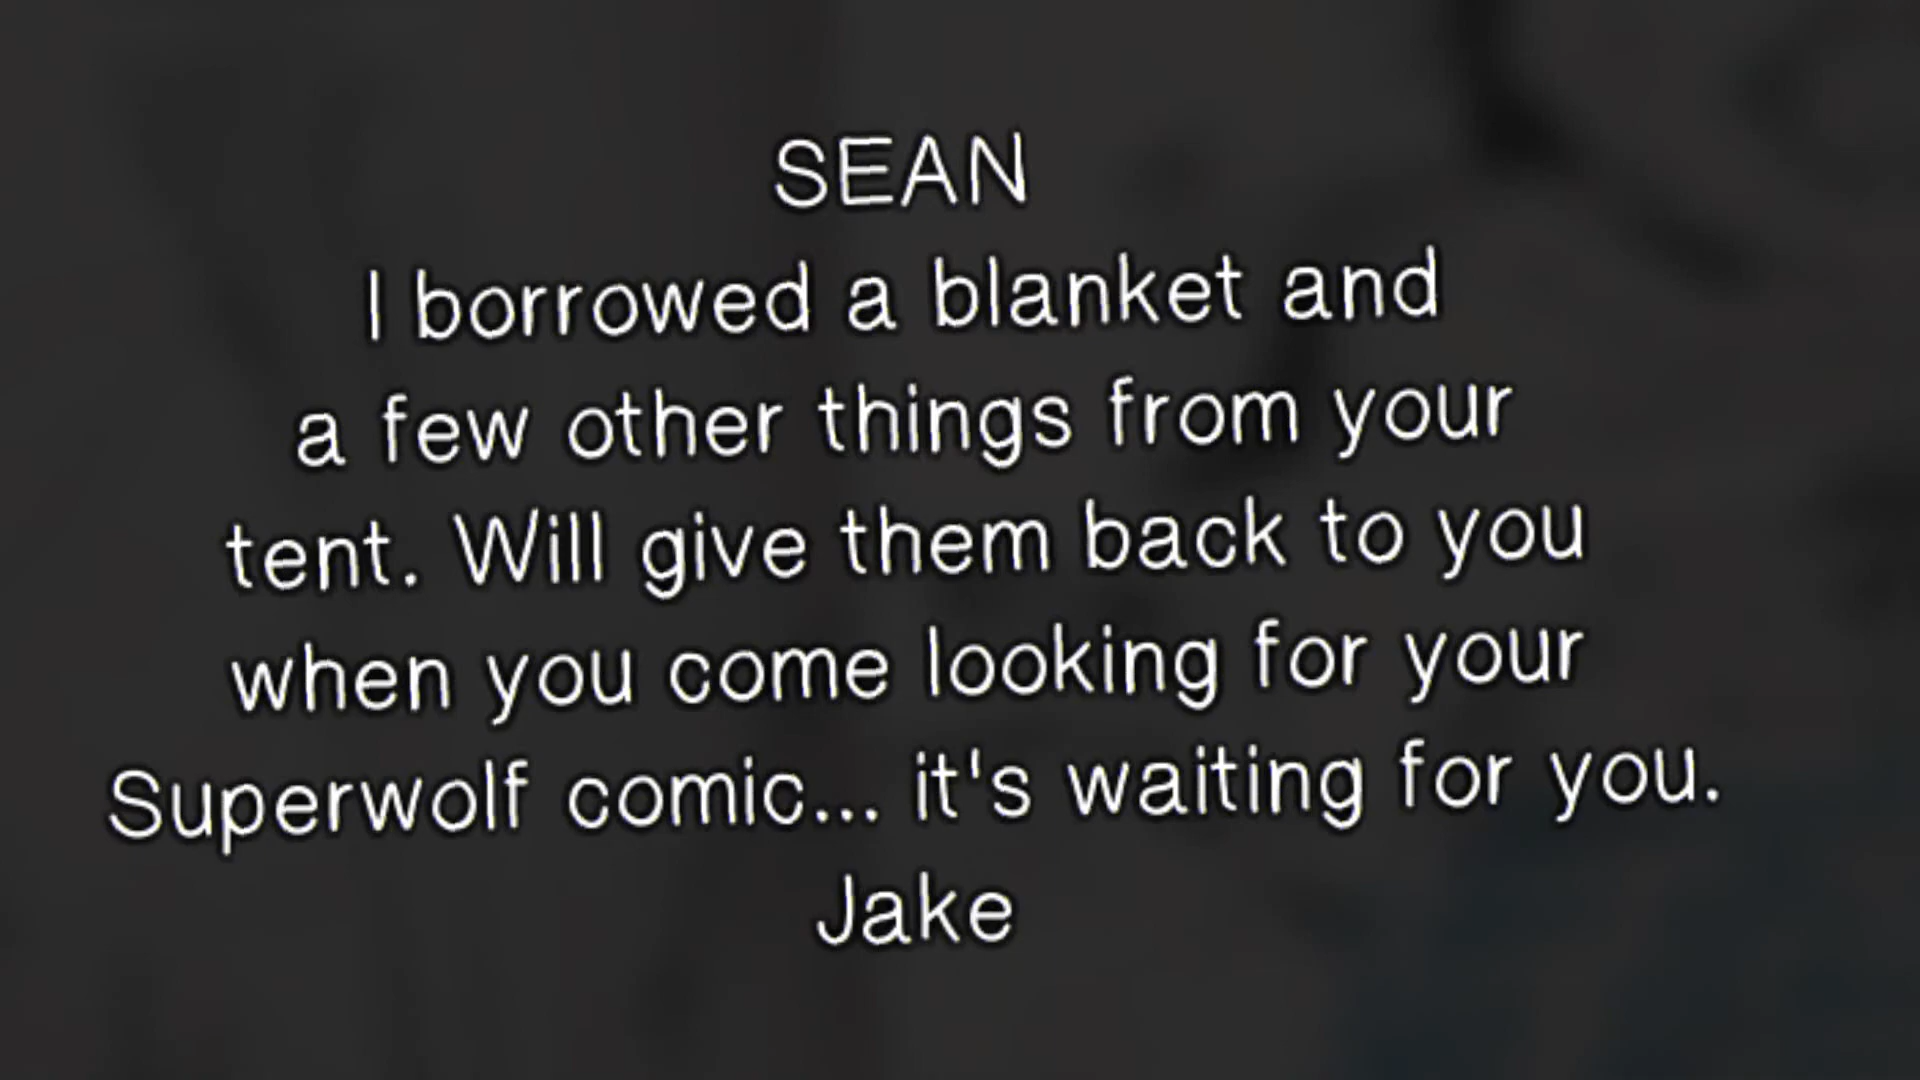 SEAN
I borrowed a blanket and
a few other things from your
tent. Will give them back to you
when you come looking for your
Superwolf comic... it's waiting for you.
Jake